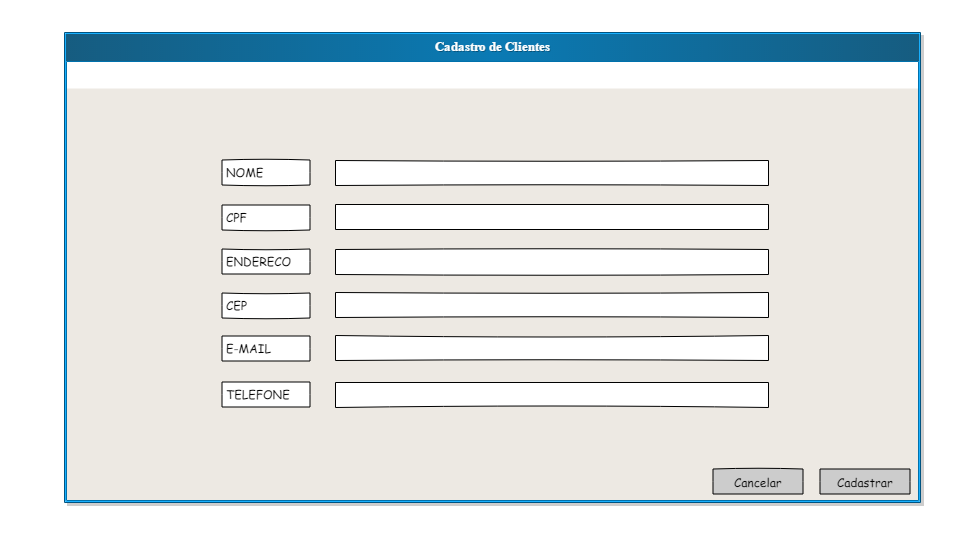 Cadastro de Clientes
NOME
CPF
ENDERECO
CEP
E-MAIL
TELEFONE
Cancelar
Cadastrar